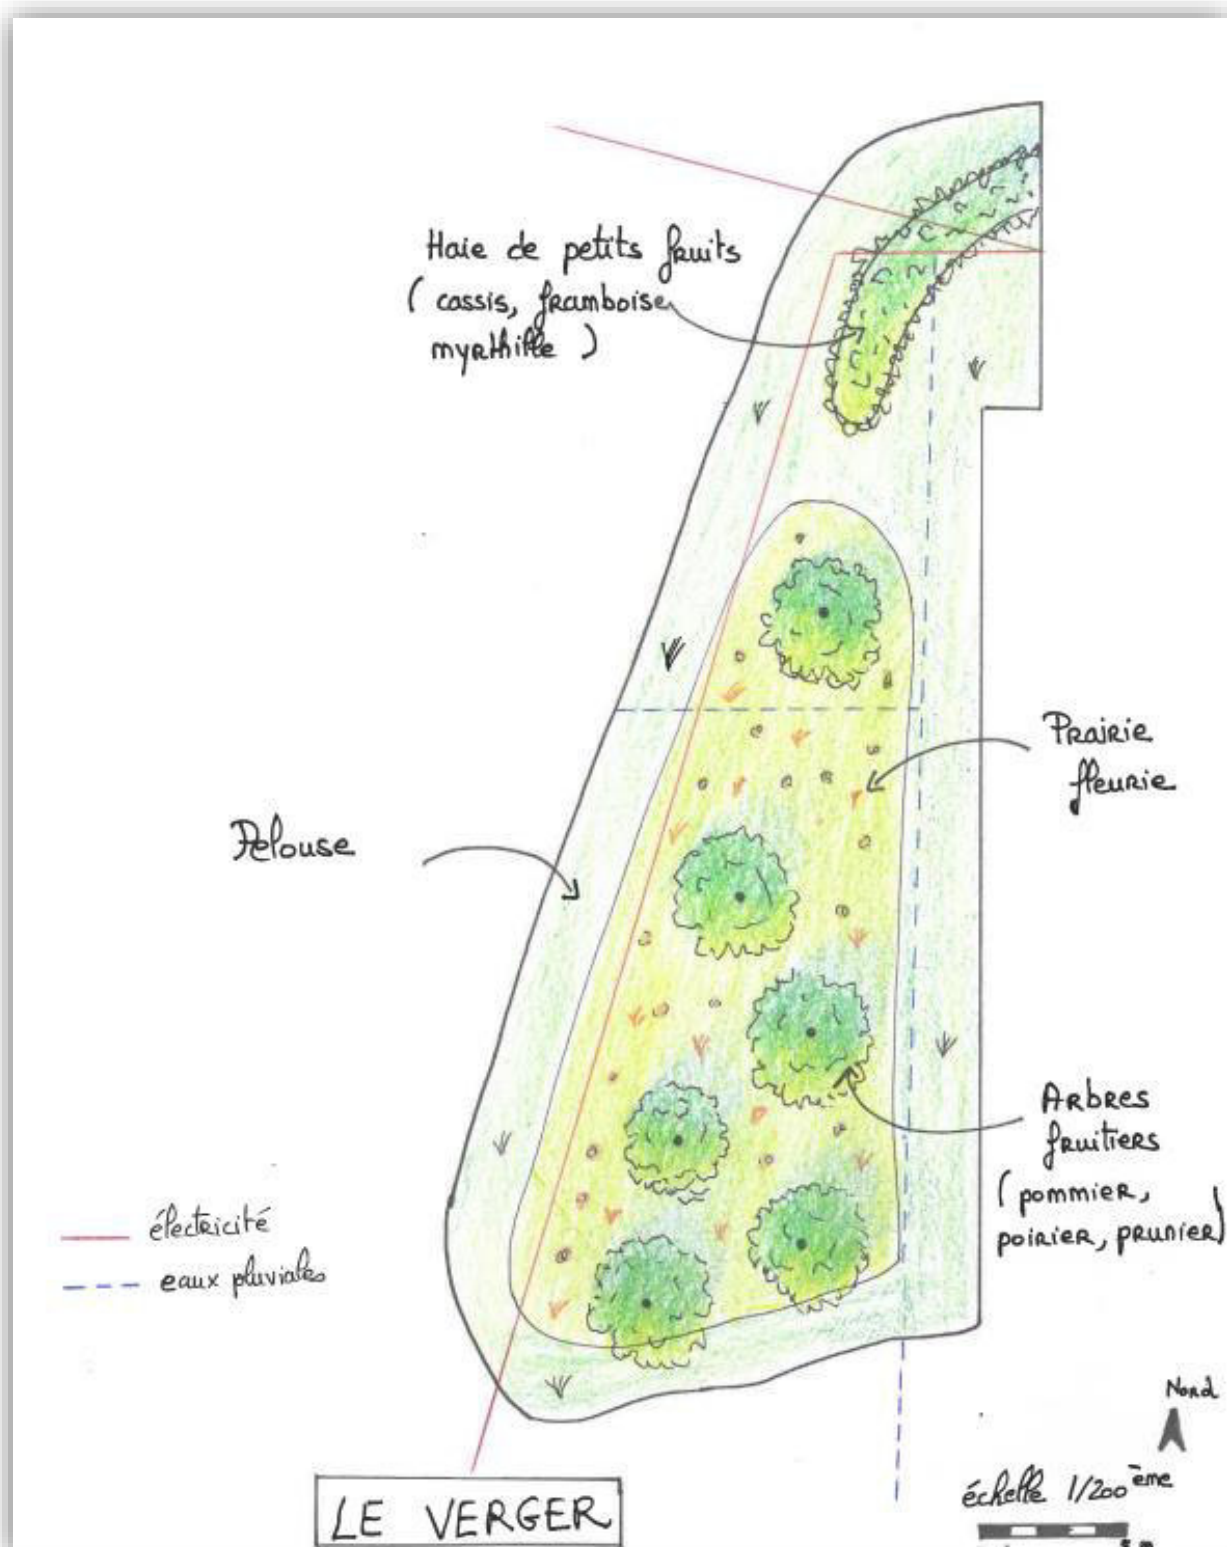 Haie de petits fruits
( cassis, framboise,
myrthille )
Prairie
fleurie
Pelouse
Arbres
fruitiers
( pommier,
poirier, prunier)
électricité
eaux pluviales
Nord
échelle 1/200ème
5 m
LE VERGER